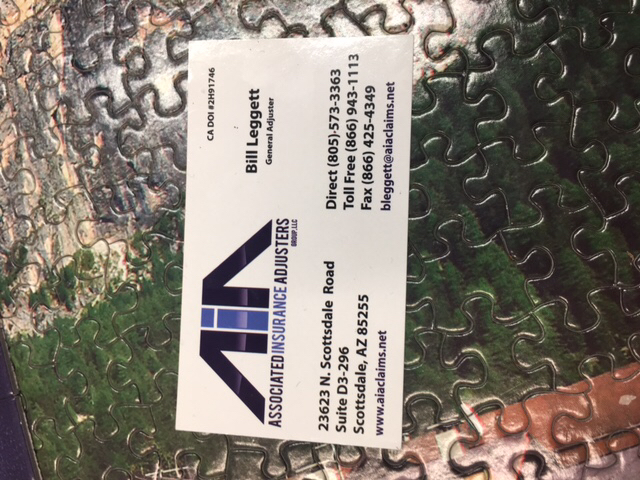 CA DOI #2H91746
AiA
ASSOCIATED INSURANCE ADJUSTERS
GROUP, LLC
Bill Leggett
General Adjuster
23623 N. Scottsdale Road
Suite D3-296
Scottsdale, AZ 85255
www.aiaclaims.net
Direct (805)-573-3363
Toll Free (866) 943-1113
Fax (866) 425-4349
bleggett@aiaclaims.net